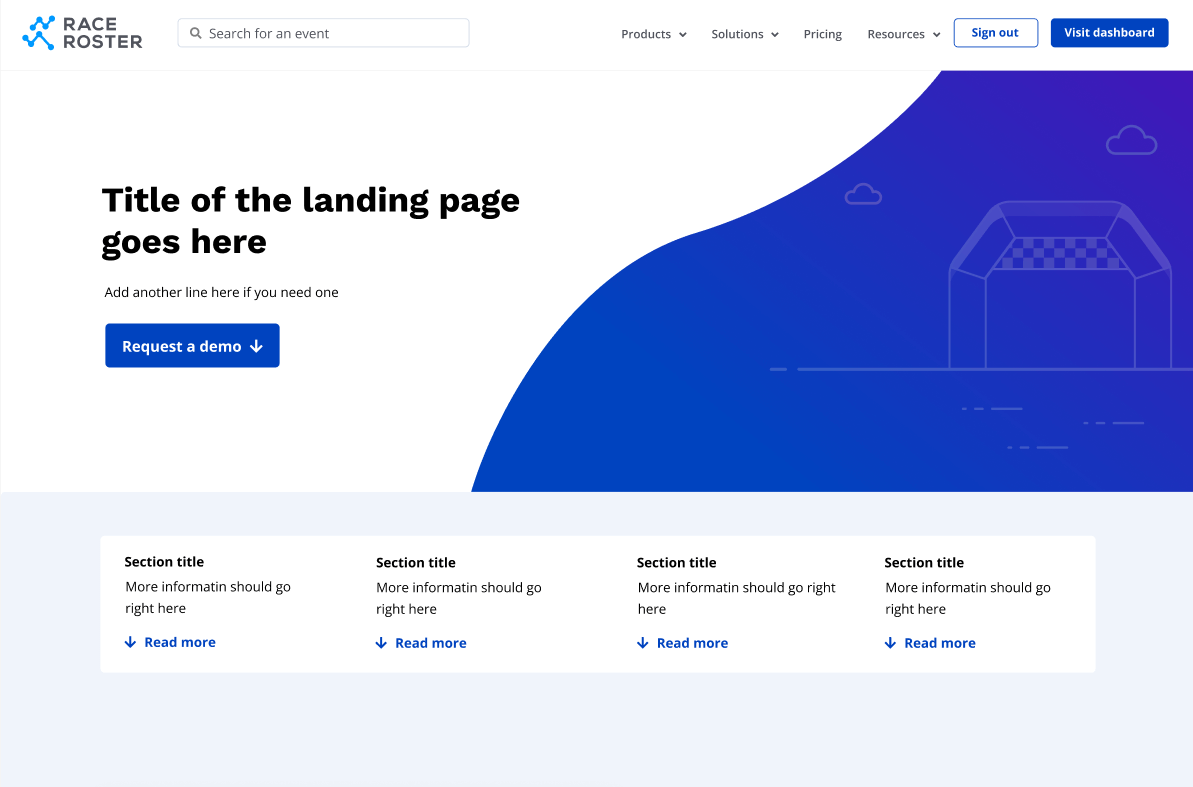 RACE
ROSTER
Search for an event
Products
Solutions
Pricing
Resources
Sign out
Visit dashboard
Title of the landing page
goes here
Add another line here if you need one
Request a demo
Section title
More informatin should go
right here
Read more
Section title
More informatin should go
right here
Read more
Section title
More informatin should go right
here
Read more
Section title
More informatin should go
right here
Read more